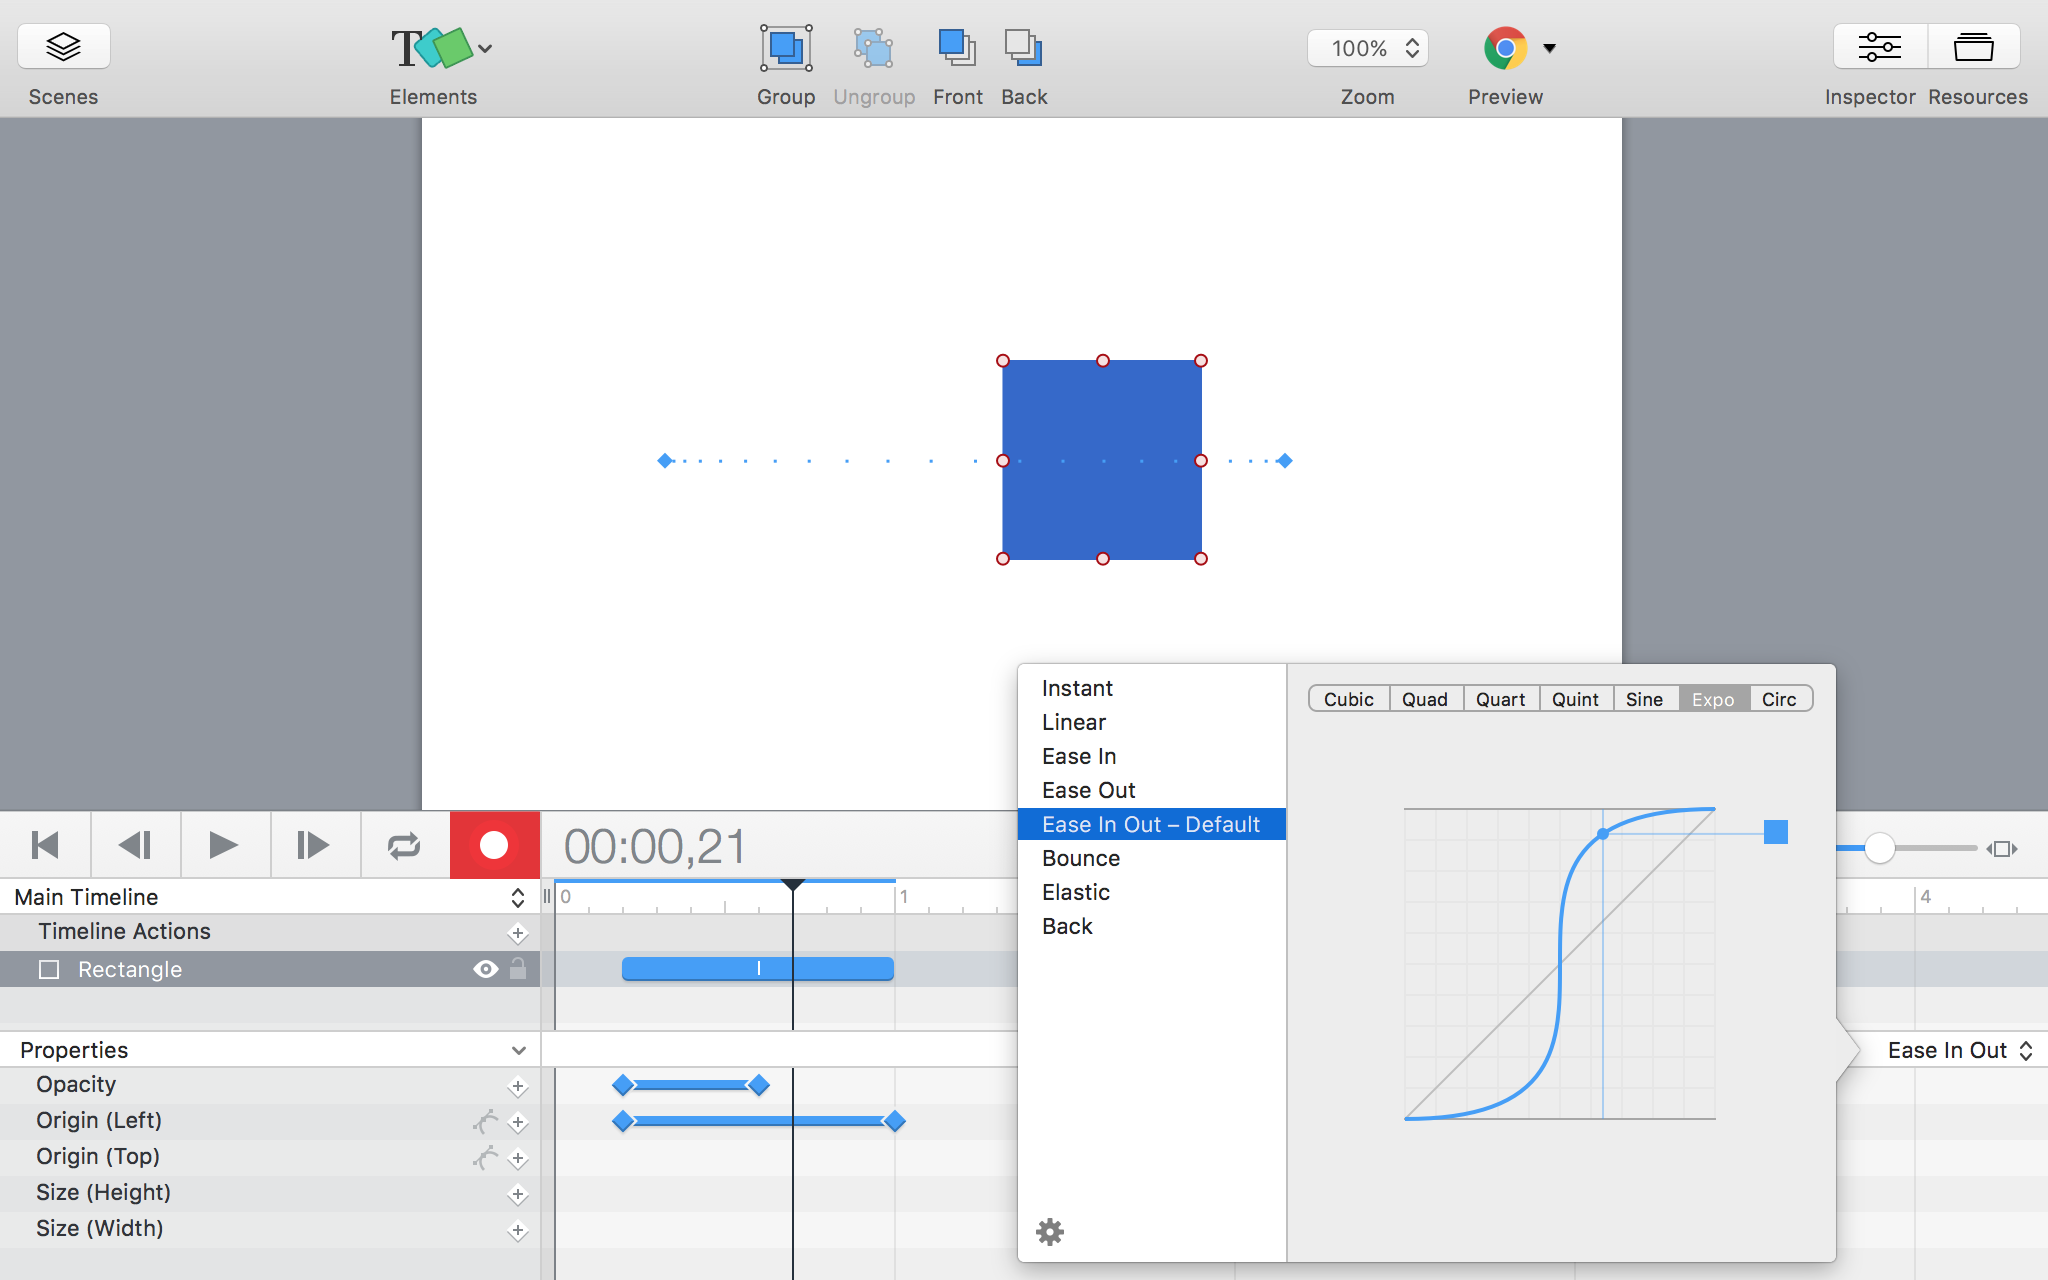 Scenes
T
Elements
Group Ungroup Front Back
100%
Zoom
Preview
Inspector Resources
Instant
Linear
Ease In
Ease Out
Ease In Out – Default
Bounce
Elastic
Back
Cubic Quad Quart Quint Sine Expo Circ
00:00,21
Main Timeline
0 1 4
Timeline Actions
Rectangle
Properties
Ease In Out
Opacity
Origin (Left)
Origin (Top)
Size (Height)
Size (Width)